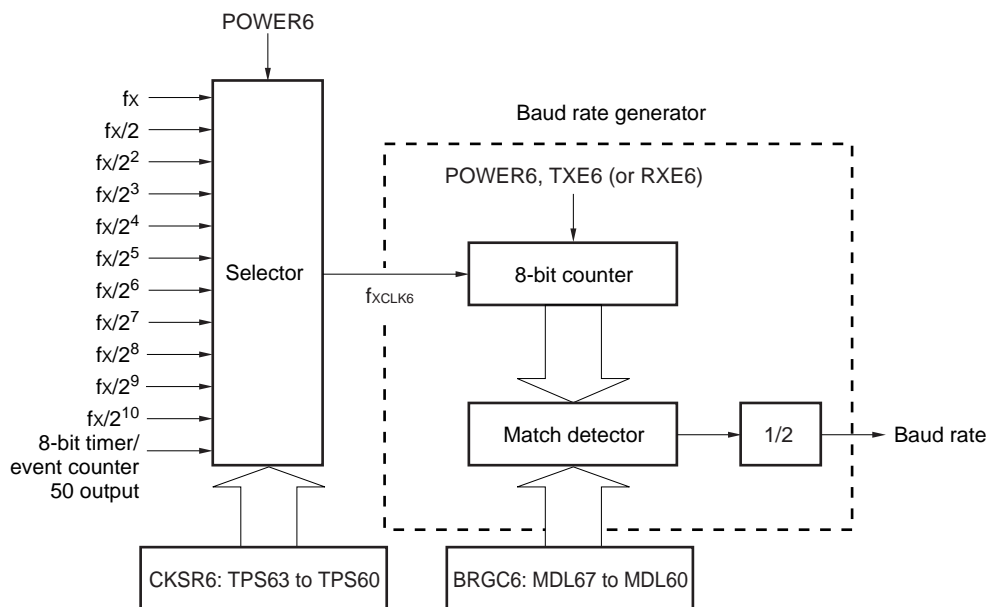 POWER6
fX
fX/2
fX/2²
fX/2³
fX/2⁴
fX/2⁵
fX/2⁶
fX/2⁷
fX/2⁸
fX/2⁹
fX/2¹⁰
8-bit timer/
event counter
50 output
Selector
fXCLK6
Baud rate generator
POWER6, TXE6 (or RXE6)
8-bit counter
Match detector
1/2
Baud rate
CKSR6: TPS63 to TPS60
BRGC6: MDL67 to MDL60